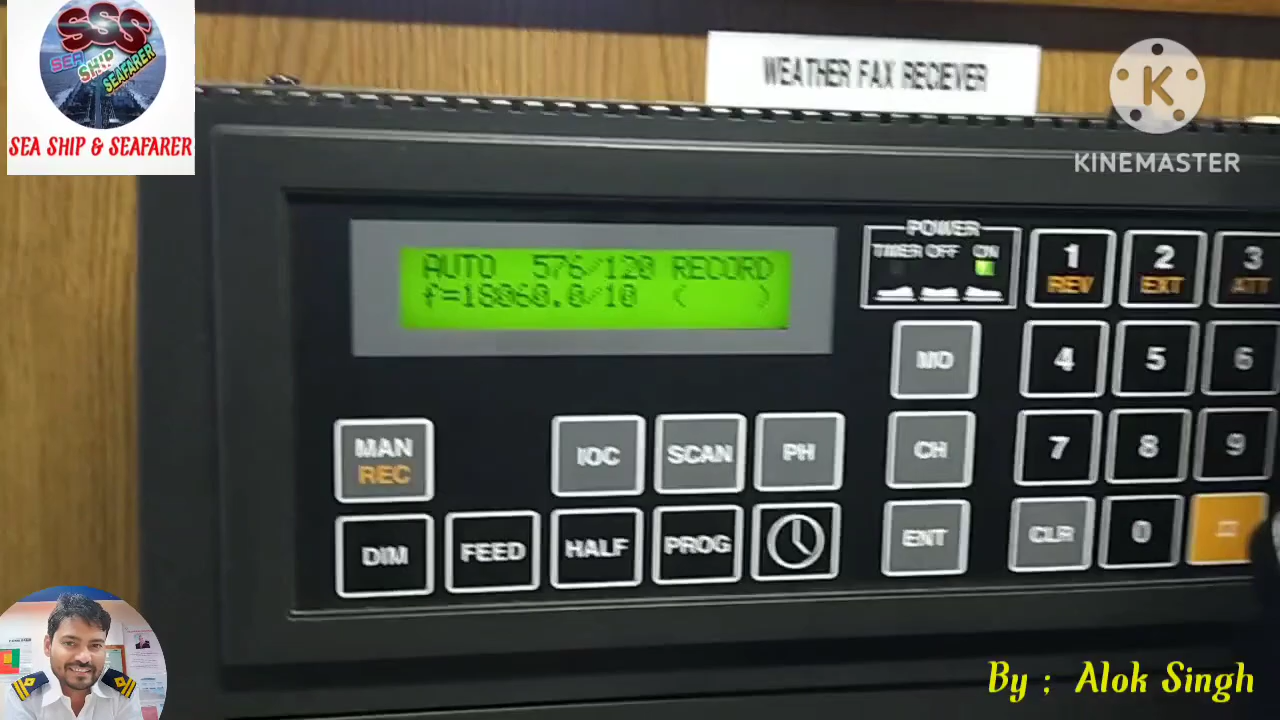 SSS
SEA
SHIP
SEAFARER
SEA SHIP & SEAFARER
WEATHER FAX RECIEVER
K
KINEMASTER
AUTO 576/120 RECORD
f=18060.0/10 ( )
POWER
TIMER OFF ON
1
REV
2
EXT
3
ATT
MO
4
5
6
MAN
REC
IOC
SCAN
PH
CH
7
8
9
DIM
FEED
HALF
PROG
ENT
CLR
0
By ; Alok Singh